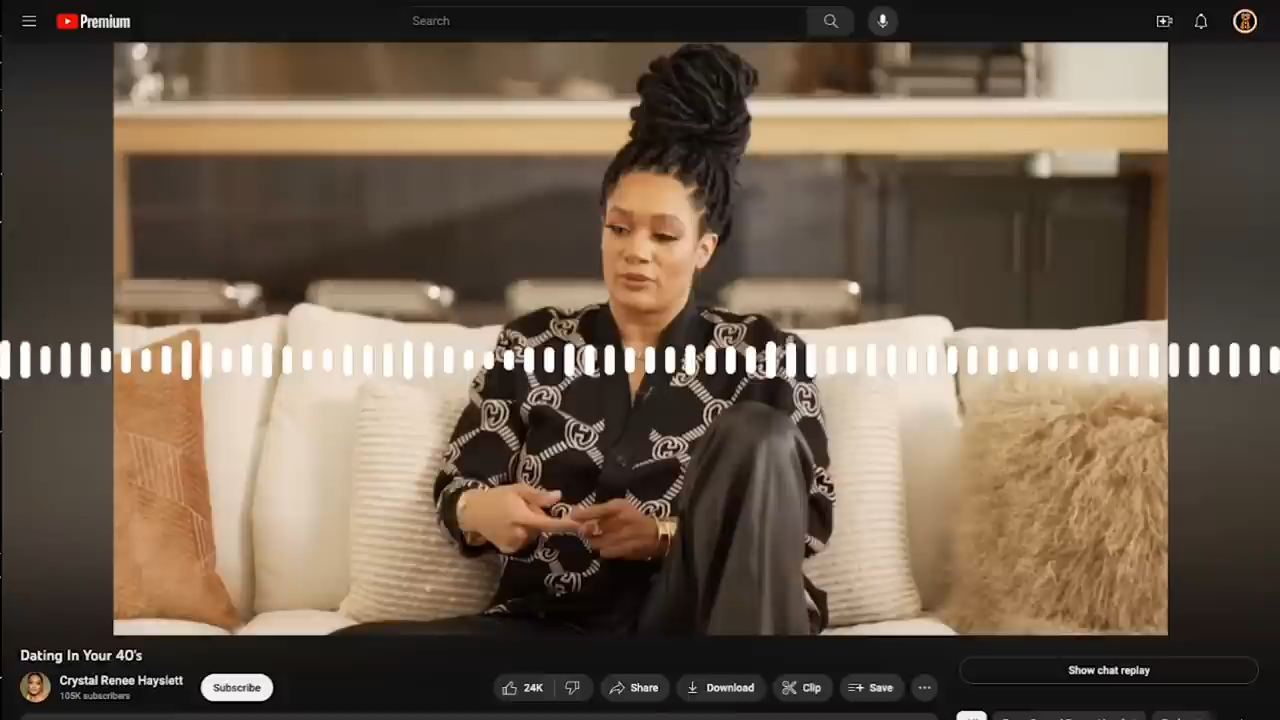 Premium
Search
Dating In Your 40's
Crystal Renee Hayslett
105K subscribers
Subscribe
24K
Share
Download
Clip
Save
Show chat replay